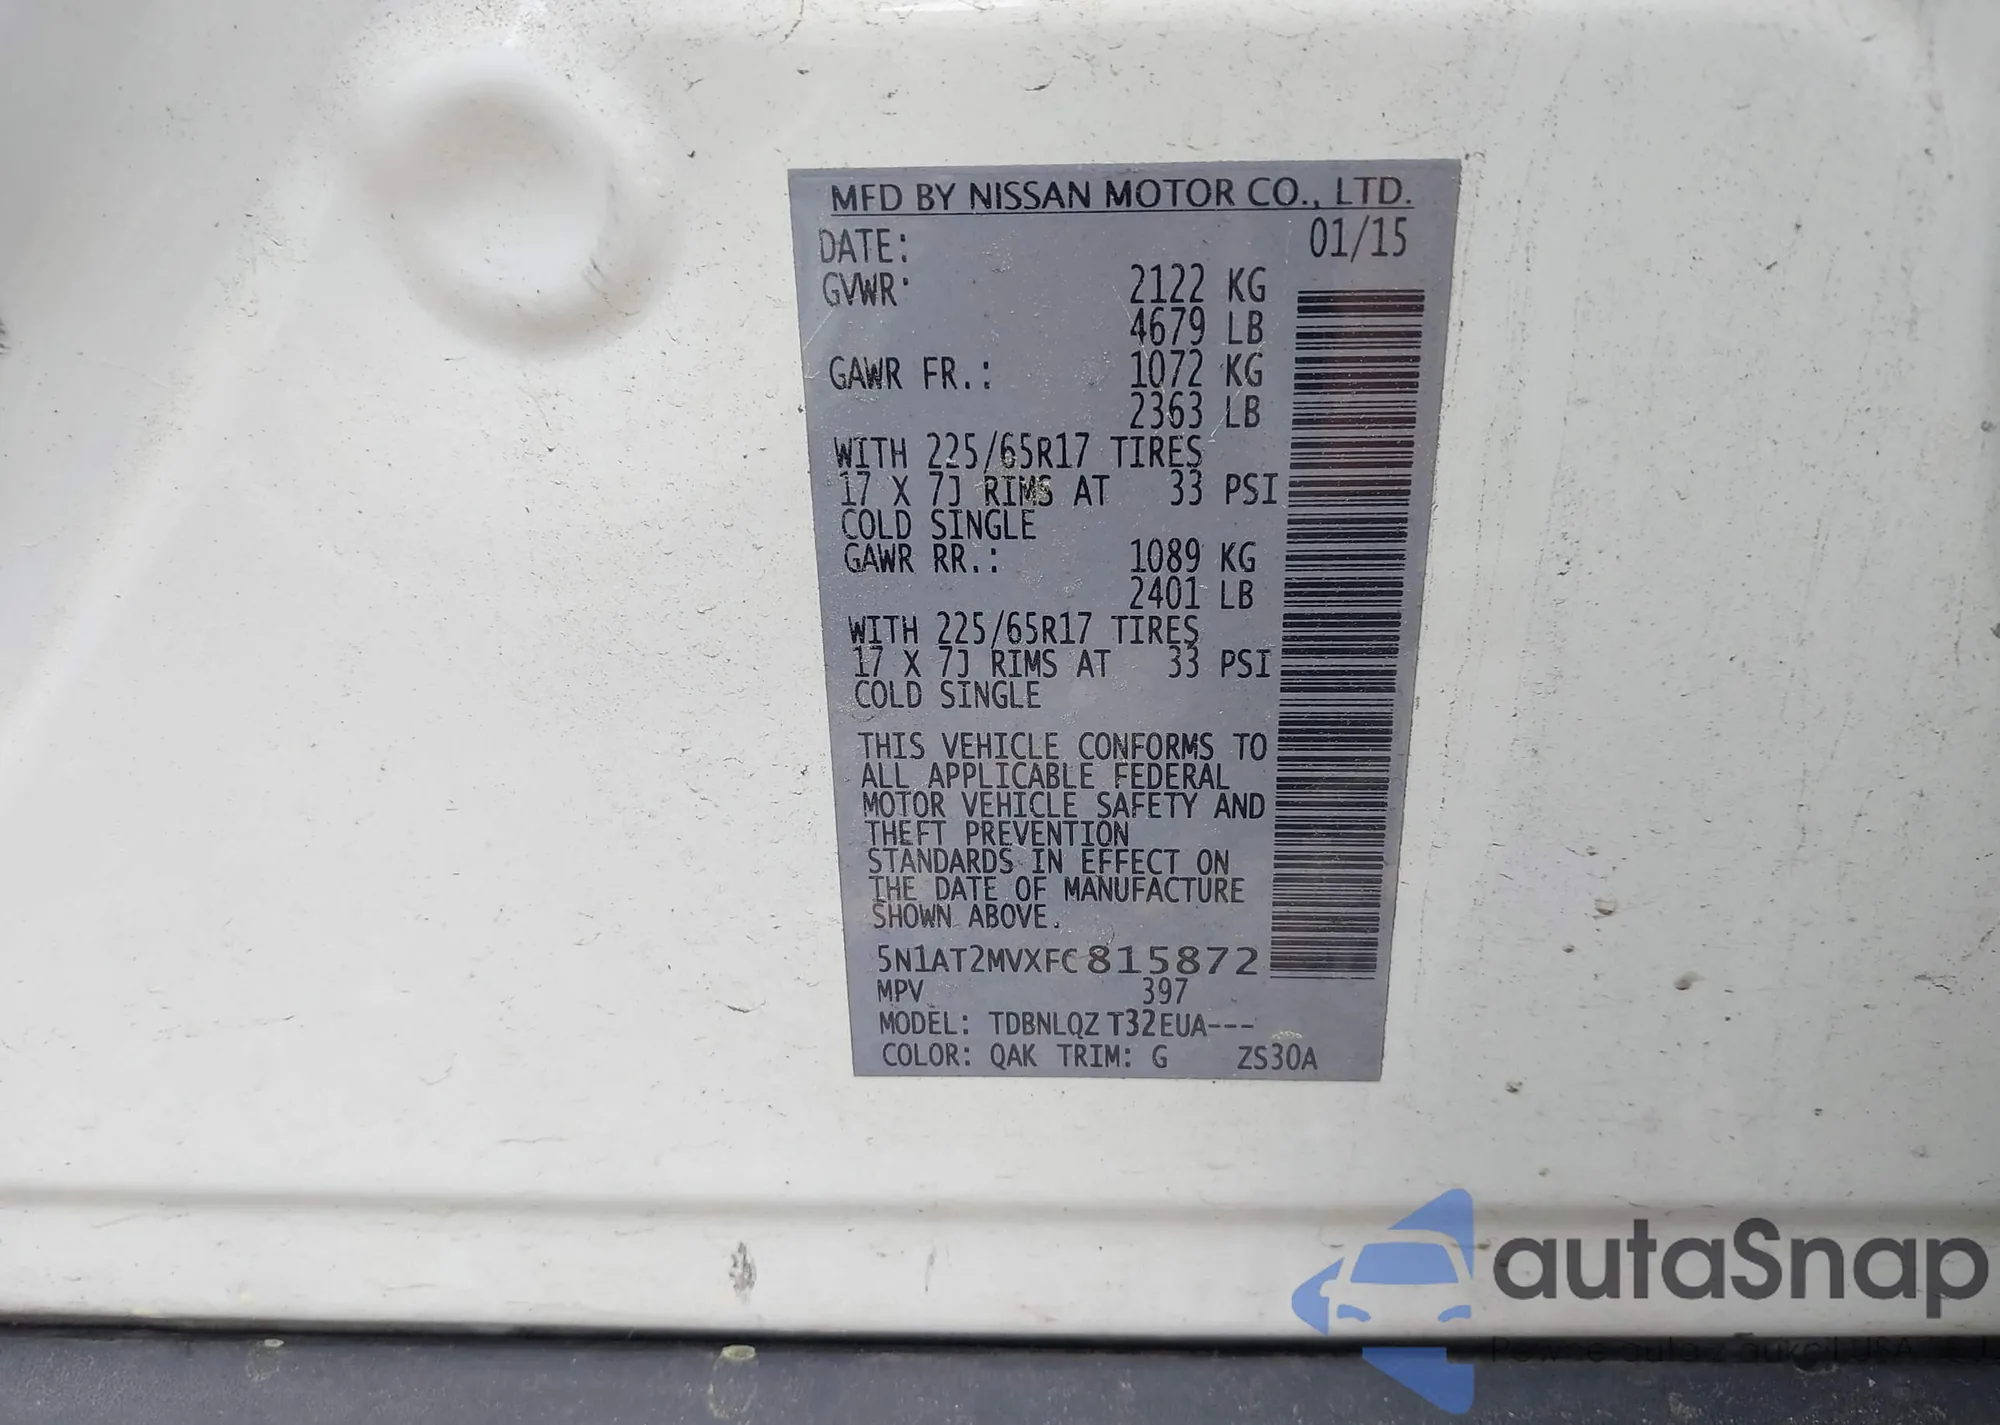 MFD BY NISSAN MOTOR CO., LTD.
DATE: 01/15
GVWR: 2122 KG
4679 LB
GAWR FR.: 1072 KG
2363 LB
WITH 225/65R17 TIRES
17 X 7J RIMS AT 33 PSI
COLD SINGLE
GAWR RR.: 1089 KG
2401 LB
WITH 225/65R17 TIRES
17 X 7J RIMS AT 33 PSI
COLD SINGLE
THIS VEHICLE CONFORMS TO
ALL APPLICABLE FEDERAL
MOTOR VEHICLE SAFETY AND
THEFT PREVENTION
STANDARDS IN EFFECT ON
THE DATE OF MANUFACTURE
SHOWN ABOVE.
5N1AT2MVXFC815872
MPV 397
MODEL: TDBNLQZ T32EUA---
COLOR: QAK TRIM: G ZS30A
autaSnap
Pewne auta z aukcji USA